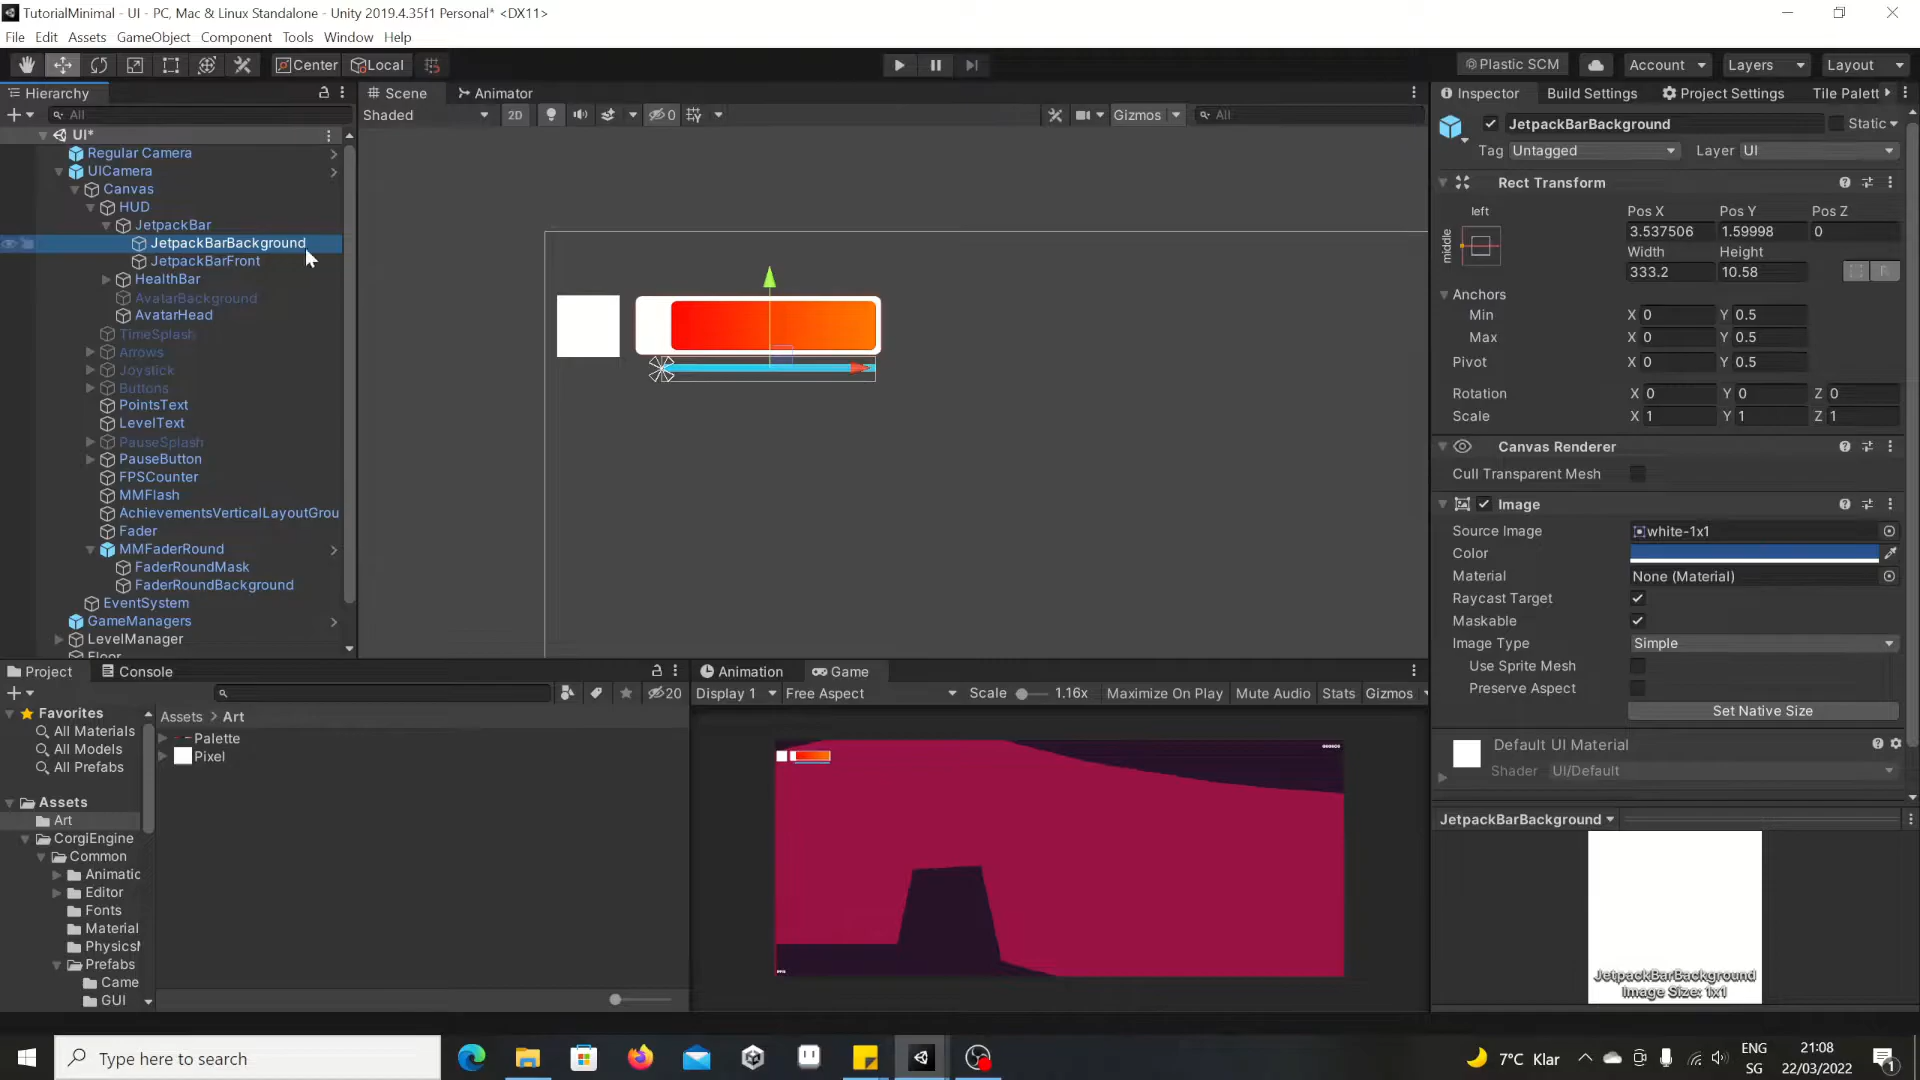 TutorialMinimal - UI - PC, Mac & Linux Standalone - Unity 2019.4.35f1 Personal* <DX11>
File Edit Assets GameObject Component Tools Window Help
Center Local
Plastic SCM Account Layers Layout
Hierarchy
All
UI*
Regular Camera
UICamera
Canvas
HUD
JetpackBar
JetpackBarBackground
JetpackBarFront
HealthBar
AvatarBackground
AvatarHead
TimeSplash
Arrows
Joystick
Buttons
PointsText
LevelText
PauseSplash
PauseButton
FPSCounter
MMFlash
AchievementsVerticalLayoutGrou
Fader
MMFaderRound
FaderRoundMask
FaderRoundBackground
EventSystem
GameManagers
LevelManager
Floor
Scene Animator
Shaded 2D 0 Gizmos All
Inspector Build Settings Project Settings Tile Palett
JetpackBarBackground Static
Tag Untagged Layer UI
Rect Transform
left
middle
Pos X Pos Y Pos Z
3.537506 1.59998 0
Width Height
333.2 10.58
R
Anchors
Min X 0 Y 0.5
Max X 0 Y 0.5
Pivot X 0 Y 0.5
Rotation X 0 Y 0 Z 0
Scale X 1 Y 1 Z 1
Canvas Renderer
Cull Transparent Mesh
Image
Source Image white-1x1
Color
Material None (Material)
Raycast Target
Maskable
Image Type Simple
Use Sprite Mesh
Preserve Aspect
Set Native Size
Default UI Material
Shader UI/Default
JetpackBarBackground
JetpackBarBackground
Image Size: 1x1
Project Console
20
Favorites
All Materials
All Models
All Prefabs
Assets
Art
CorgiEngine
Common
Animatic
Editor
Fonts
Material
PhysicsM
Prefabs
Came
GUI
Assets > Art
Palette
Pixel
Animation Game
Display 1 Free Aspect Scale 1.16x Maximize On Play Mute Audio Stats Gizmos
Type here to search
7°C Klar
ENG
SG
21:08
22/03/2022
1